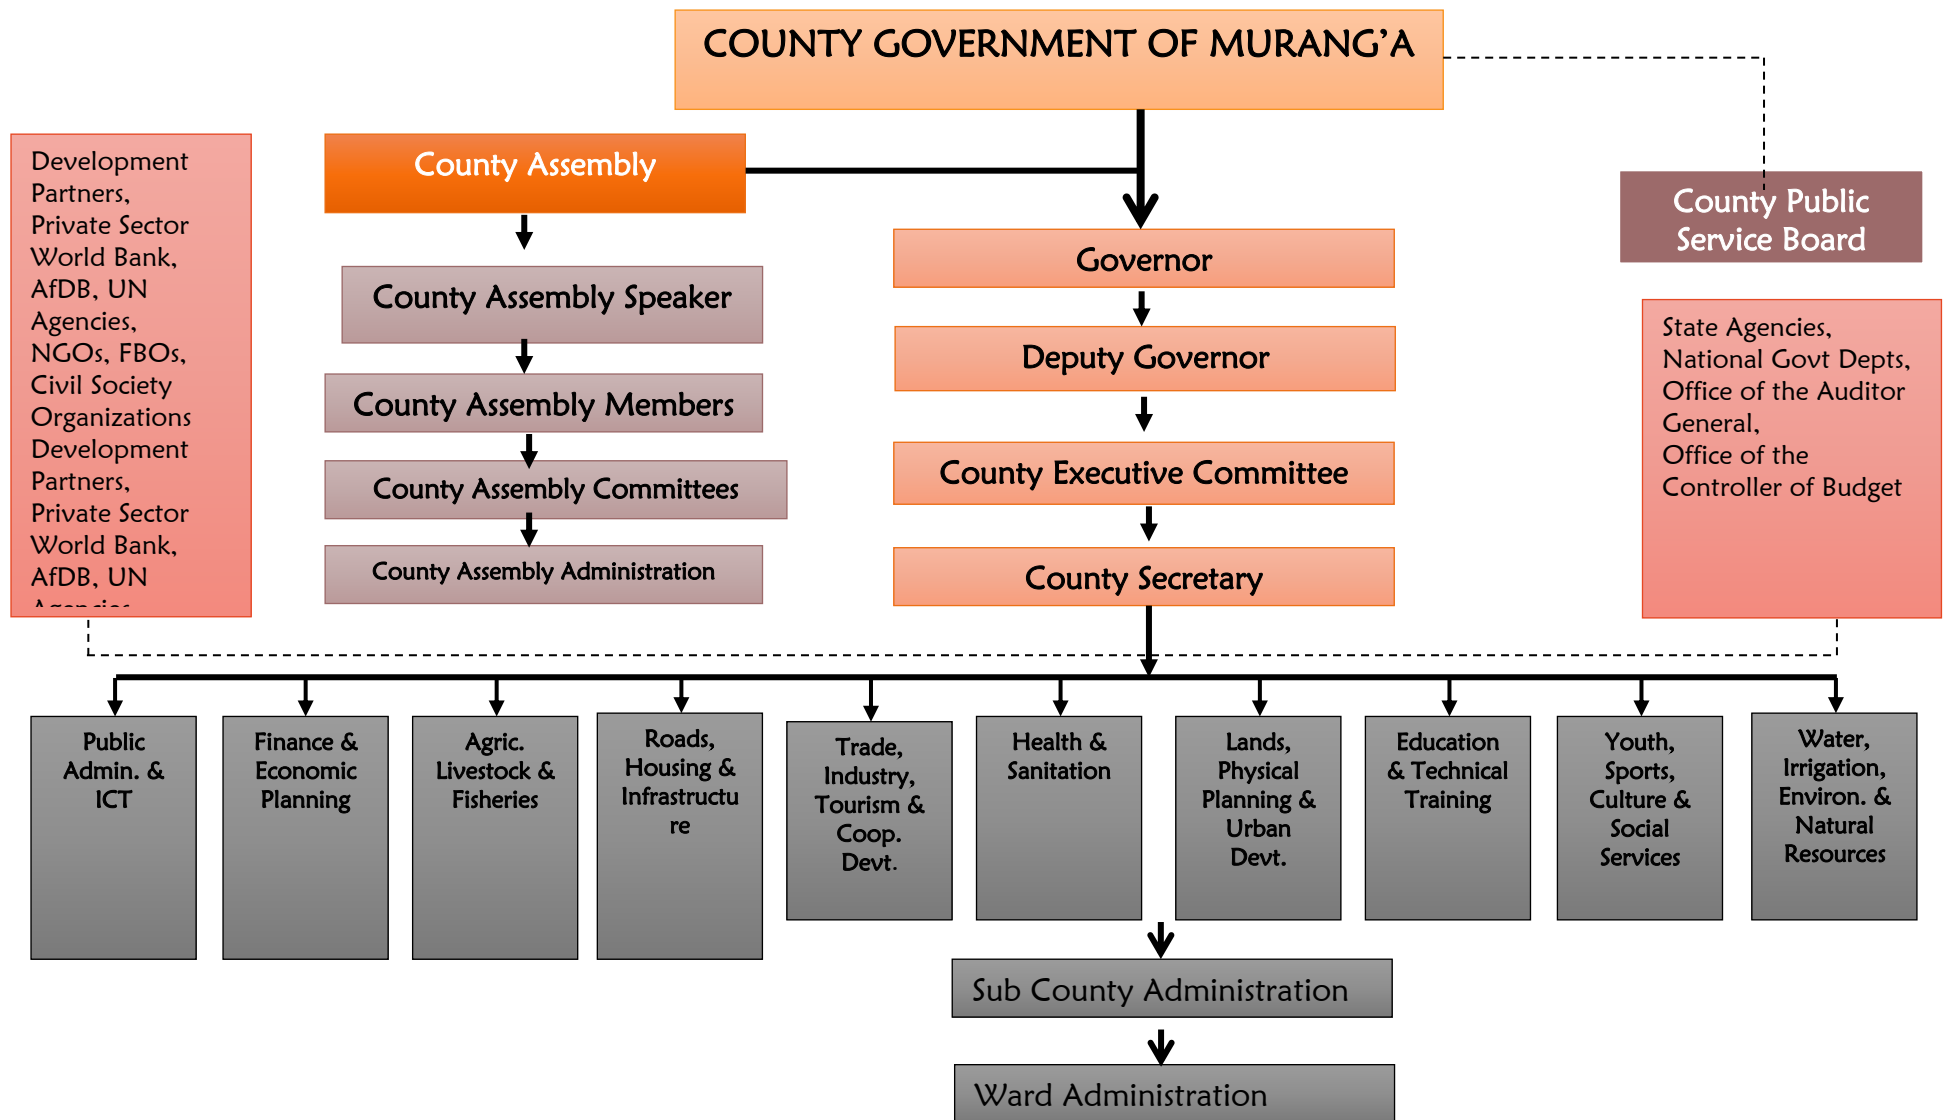 COUNTY GOVERNMENT OF MURANG’A
Development
Partners,
Private Sector
World Bank,
AfDB, UN
Agencies,
NGOs, FBOs,
Civil Society
Organizations
Development
Partners,
Private Sector
World Bank,
AfDB, UN
County Assembly
County Assembly Speaker
County Assembly Members
County Assembly Committees
County Assembly Administration
Governor
Deputy Governor
County Executive Committee
County Secretary
County Public
Service Board
State Agencies,
National Govt Depts,
Office of the Auditor
General,
Office of the
Controller of Budget
Public
Admin. &
ICT
Finance &
Economic
Planning
Agric.
Livestock &
Fisheries
Roads,
Housing &
Infrastructu
re
Trade,
Industry,
Tourism &
Coop.
Devt.
Health &
Sanitation
Lands,
Physical
Planning &
Urban
Devt.
Education
& Technical
Training
Youth,
Sports,
Culture &
Social
Services
Water,
Irrigation,
Environ. &
Natural
Resources
Sub County Administration
Ward Administration